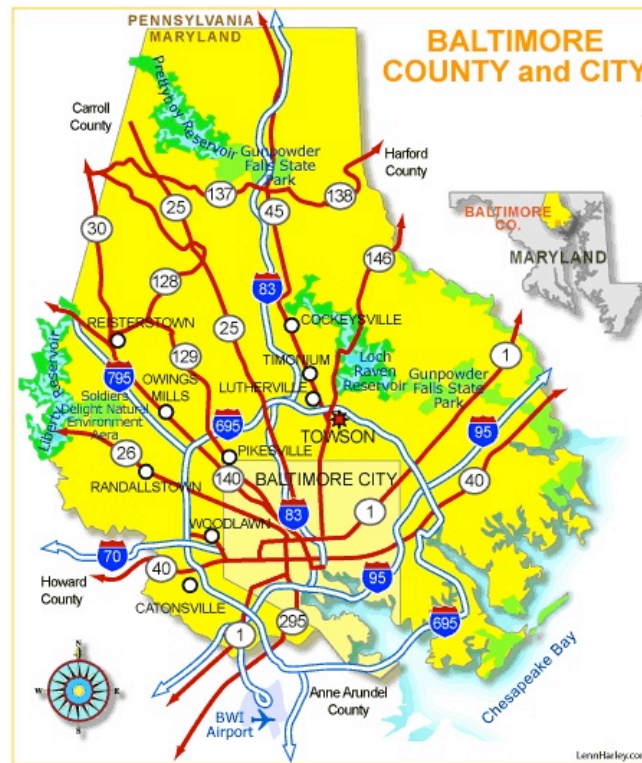 PENNSYLVANIA
MARYLAND
BALTIMORE
COUNTY and CITY
Prettyboy Reservoir
Carroll
County
Gunpowder
Falls State
Park
Harford
County
137
138
25
45
30
146
BALTIMORE
CO.
MARYLAND
128
83
REISTERSTOWN
COCKEYSVILLE
25
129
1
TIMONIUM
Loch
Raven
Reservoir
Gunpowder
Falls State
Park
795
OWINGS
MILLS
LUTHERVILLE
Liberty Reservoir
Soldiers
Delight Natural
Environment
Aera
695
TOWSON
95
26
PIKESVILLE
140
BALTIMORE CITY
40
RANDALLSTOWN
83
1
WOODLAWN
70
40
95
Howard
County
CATONSVILLE
1
295
695
N
W
E
S
Anne Arundel
County
BWI
Airport
Chesapeake Bay
LennHarley.com